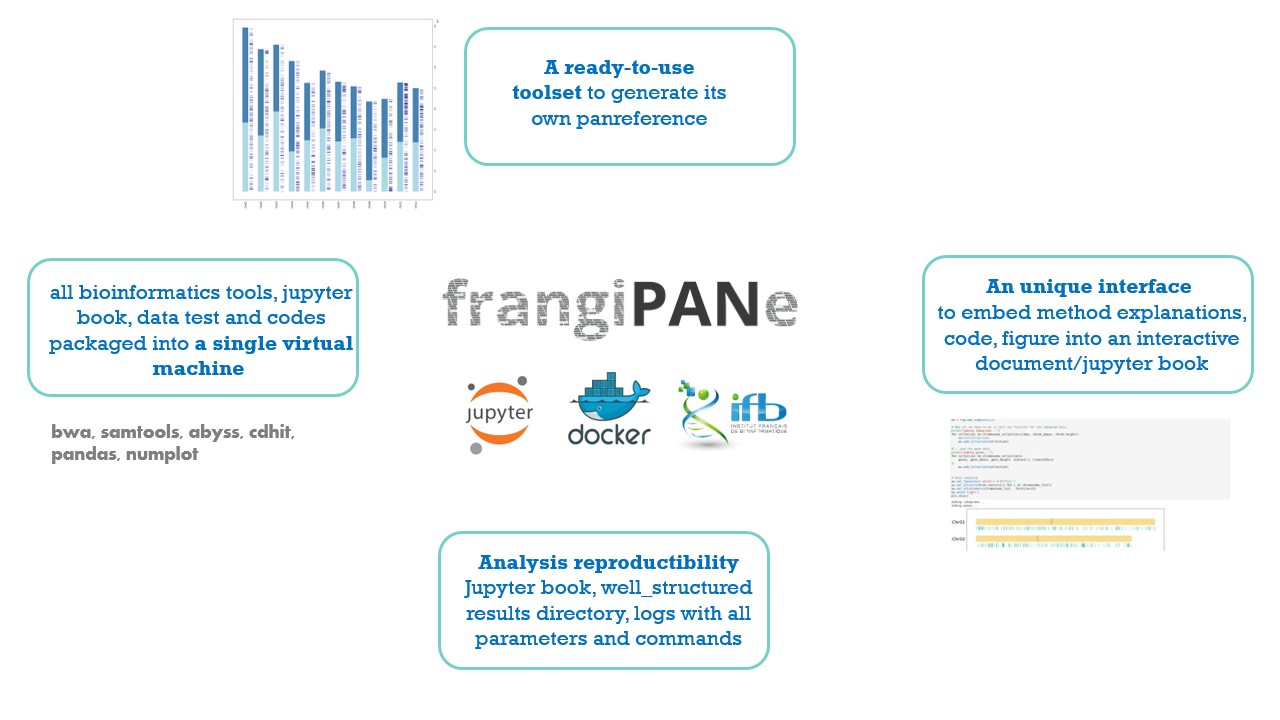 A ready-to-use
toolset to generate its
own panreference
all bioinformatics tools, jupyter
book, data test and codes
packaged into a single virtual
machine
bwa, samtools, abyss, cdhit,
pandas, numplot
frangiPANe
jupyter
docker
ifb
INSTITUT FRANÇAIS
DE BIOINFORMATIQUE
An unique interface
to embed method explanations,
code, figure into an interactive
document/jupyter book
Chr01
Chr02
Analysis reproductibility
Jupyter book, well_structured
results directory, logs with all
parameters and commands